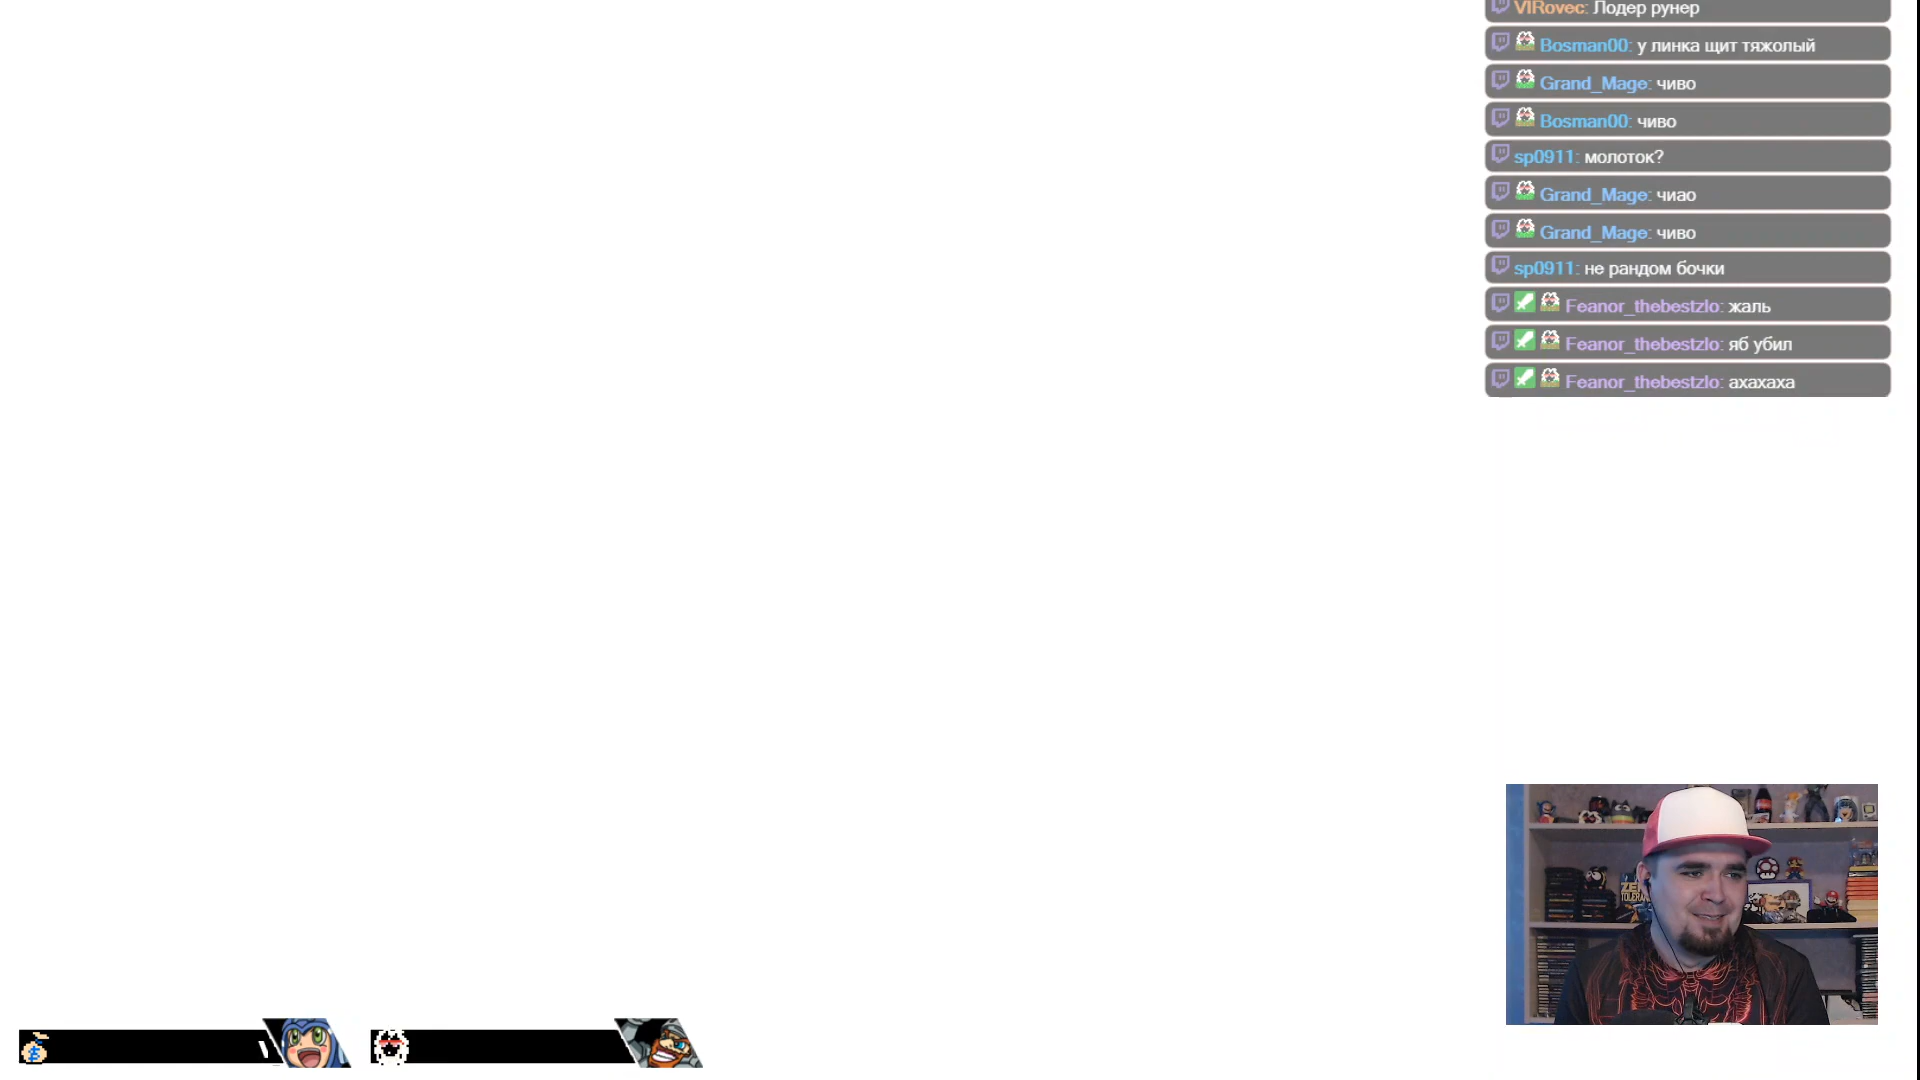 VIRovec: Лодер рунер
Bosman00: у линка щит тяжолый
Grand_Mage: чиво
Bosman00: чиво
sp0911: молоток?
Grand_Mage: чиао
Grand_Mage: чиво
sp0911: не рандом бочки
Feanor_thebestzlo: жаль
Feanor_thebestzlo: яб убил
Feanor_thebestzlo: ахахаха